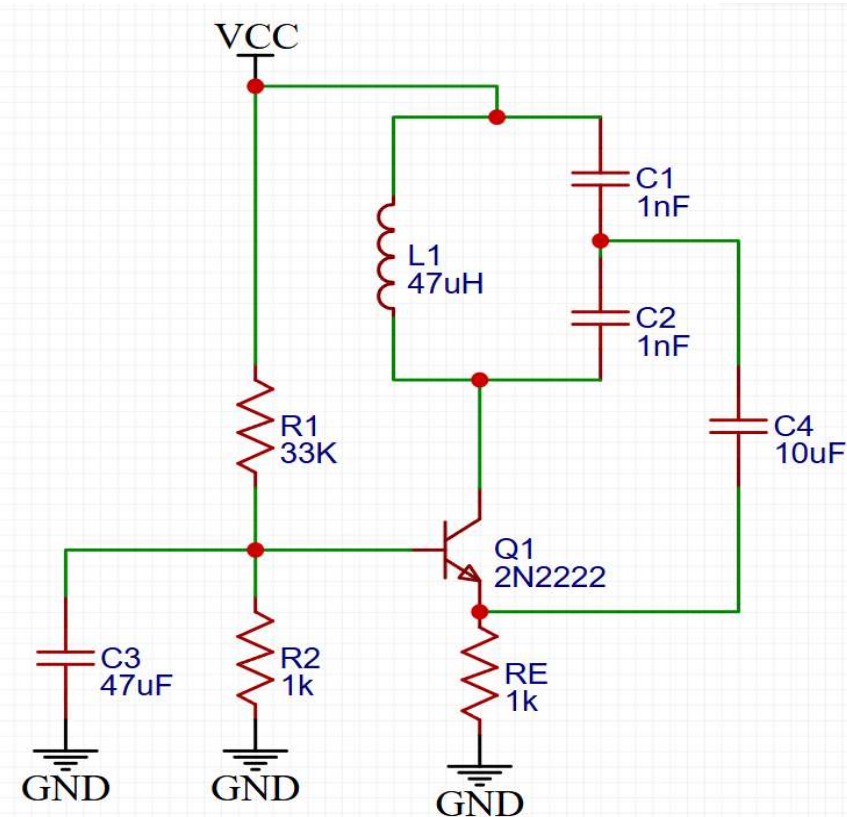 VCC
C1
1nF
L1
47uH
C2
1nF
R1
33K
C4
10uF
Q1
2N2222
C3
47uF
R2
1k
RE
1k
GND
GND
GND